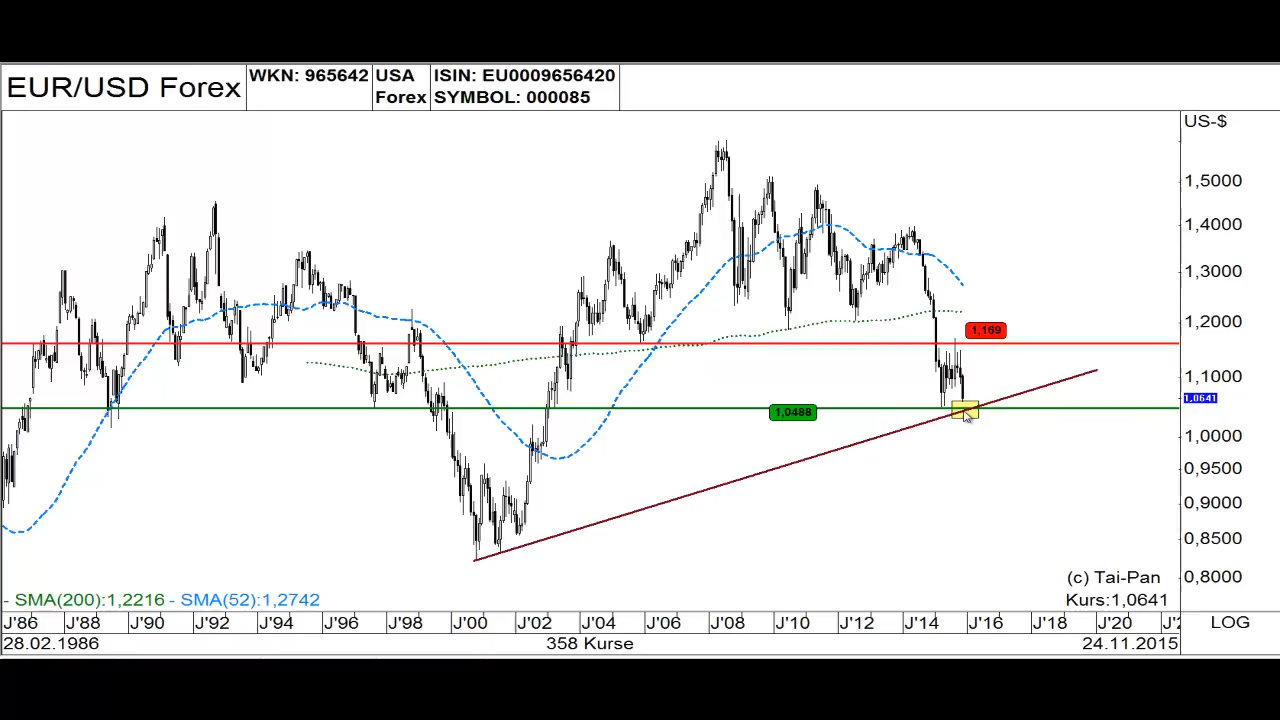 EUR/USD Forex
WKN: 965642
USA
Forex
ISIN: EU0009656420
SYMBOL: 000085
US-$
1,5000
1,4000
1,3000
1,2000
1,169
1,1000
1,0641
1,0488
1,0000
0,9500
0,9000
0,8500
0,8000
(c) Tai-Pan
Kurs:1,0641
- SMA(200):1,2216 - SMA(52):1,2742
J'86 J'88 J'90 J'92 J'94 J'96 J'98 J'00 J'02 J'04 J'06 J'08 J'10 J'12 J'14 J'16 J'18 J'20 LOG
28.02.1986 358 Kurse 24.11.2015